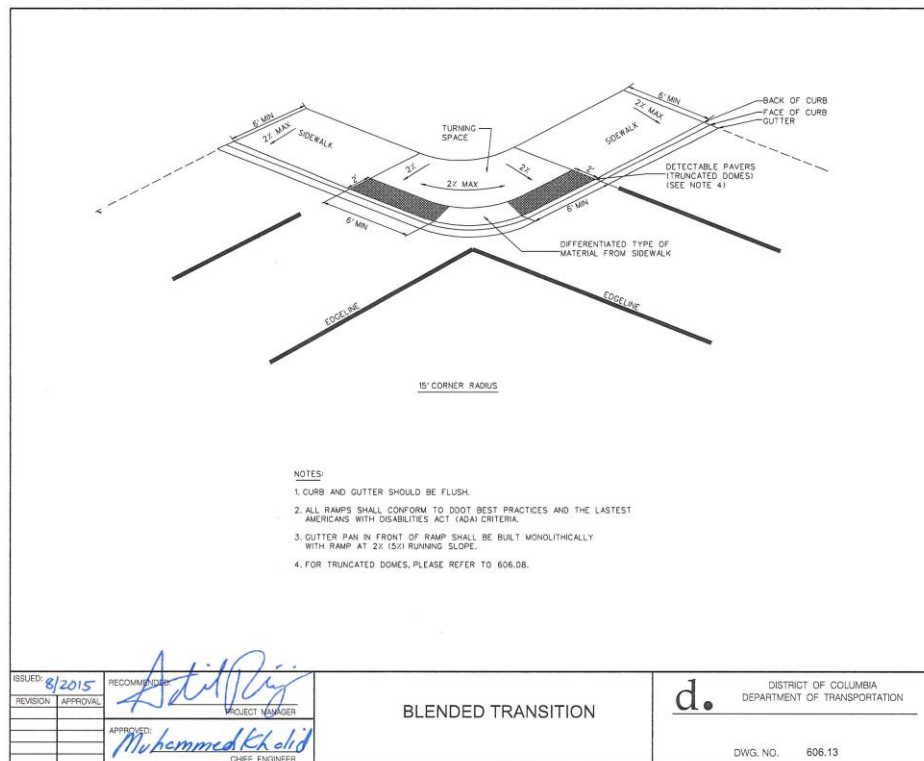 6' MIN
2% MAX
SIDEWALK
TURNING
SPACE
6' MIN
2% MAX
SIDEWALK
BACK OF CURB
FACE OF CURB
GUTTER
DETECTABLE PAVERS
(TRUNCATED DOMES)
(SEE NOTE 4)
2'
2%
2% MAX
2%
2'
6' MIN
6' MIN
DIFFERENTIATED TYPE OF
MATERIAL FROM SIDEWALK
EDGELINE
EDGELINE
15' CORNER RADIUS
NOTES:
1. CURB AND GUTTER SHOULD BE FLUSH.
2. ALL RAMPS SHALL CONFORM TO DDOT BEST PRACTICES AND THE LASTEST
AMERICANS WITH DISABILITIES ACT (ADA) CRITERIA.
3. GUTTER PAN IN FRONT OF RAMP SHALL BE BUILT MONOLITHICALLY
WITH RAMP AT 2% (5%) RUNNING SLOPE.
4. FOR TRUNCATED DOMES, PLEASE REFER TO 606.08.
ISSUED: 8/2015
REVISION APPROVAL
RECOMMENDED:
PROJECT MANAGER
APPROVED:
Muhammed Khalid
CHIEF ENGINEER
BLENDED TRANSITION
d.
DISTRICT OF COLUMBIA
DEPARTMENT OF TRANSPORTATION
DWG. NO. 606.13